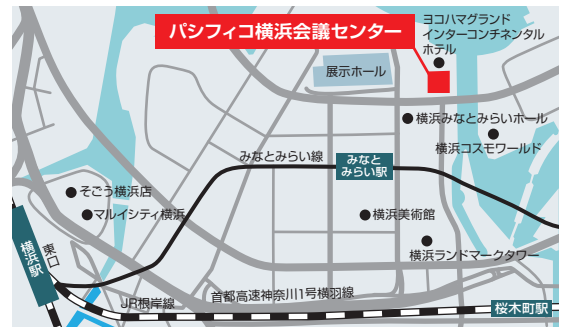 ヨコハマグランド
インターコンチネンタル
ホテル
パシフィコ横浜会議センター
展示ホール
横浜みなとみらいホール
横浜コスモワールド
みなとみらい線
みなと
みらい駅
そごう横浜店
マルイシティ横浜
横浜美術館
横浜ランドマークタワー
東口
横浜駅
JR根岸線
首都高速神奈川1号横羽線
桜木町駅